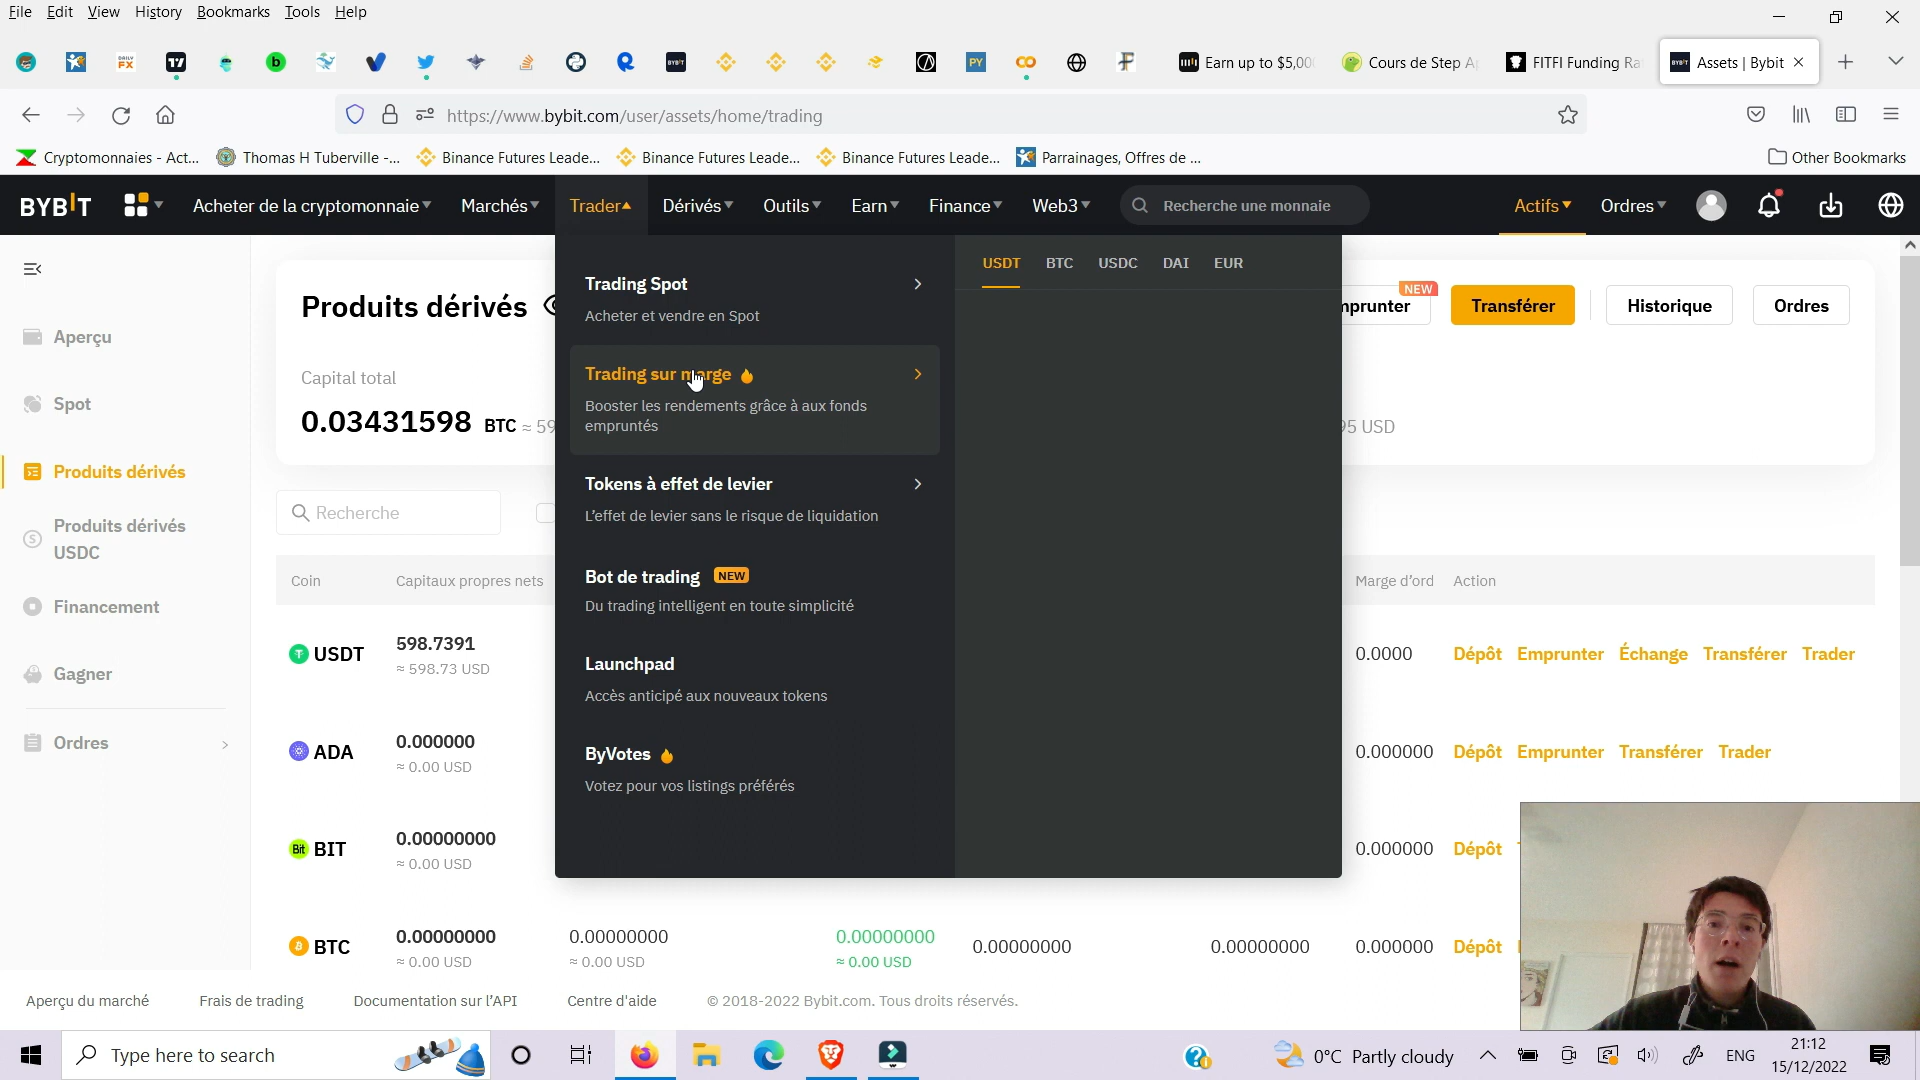 File Edit View History Bookmarks Tools Help
Earn up to $5,00
Cours de Step A
FITFI Funding Ra
Assets | Bybit
https://www.bybit.com/user/assets/home/trading
Cryptomonnaies - Act...
Thomas H Tuberville -...
Binance Futures Leade...
Binance Futures Leade...
Binance Futures Leade...
Parrainages, Offres de ...
Other Bookmarks
BYBIT
Acheter de la cryptomonnaie
Marchés
Trader
Dérivés
Outils
Earn
Finance
Web3
Recherche une monnaie
Actifs
Ordres
Aperçu
Spot
Produits dérivés
Produits dérivés
USDC
Financement
Gagner
Ordres
Produits dérivés
Capital total
0.03431598 BTC ≈ 59
Recherche
Trading Spot
Acheter et vendre en Spot
Trading sur marge
Booster les rendements grâce à aux fonds
empruntés
Tokens à effet de levier
L'effet de levier sans le risque de liquidation
Bot de trading NEW
Du trading intelligent en toute simplicité
Launchpad
Accès anticipé aux nouveaux tokens
ByVotes
Votez pour vos listings préférés
USDT BTC USDC DAI EUR
NEW
mprunter
Transférer
Historique
Ordres
95 USD
Coin Capitaux propres nets Marge d'ord Action
USDT 598.7391 0.0000 Dépôt Emprunter Échange Transférer Trader
≈ 598.73 USD
ADA 0.000000 0.000000 Dépôt Emprunter Transférer Trader
≈ 0.00 USD
Bit BIT 0.00000000 0.000000 Dépôt
≈ 0.00 USD
BTC 0.00000000 0.00000000 0.00000000 0.00000000 0.00000000 0.000000 Dépôt
≈ 0.00 USD ≈ 0.00 USD ≈ 0.00 USD
Aperçu du marché Frais de trading Documentation sur l'API Centre d'aide © 2018-2022 Bybit.com. Tous droits réservés.
Type here to search
0°C Partly cloudy
ENG
21:12
15/12/2022